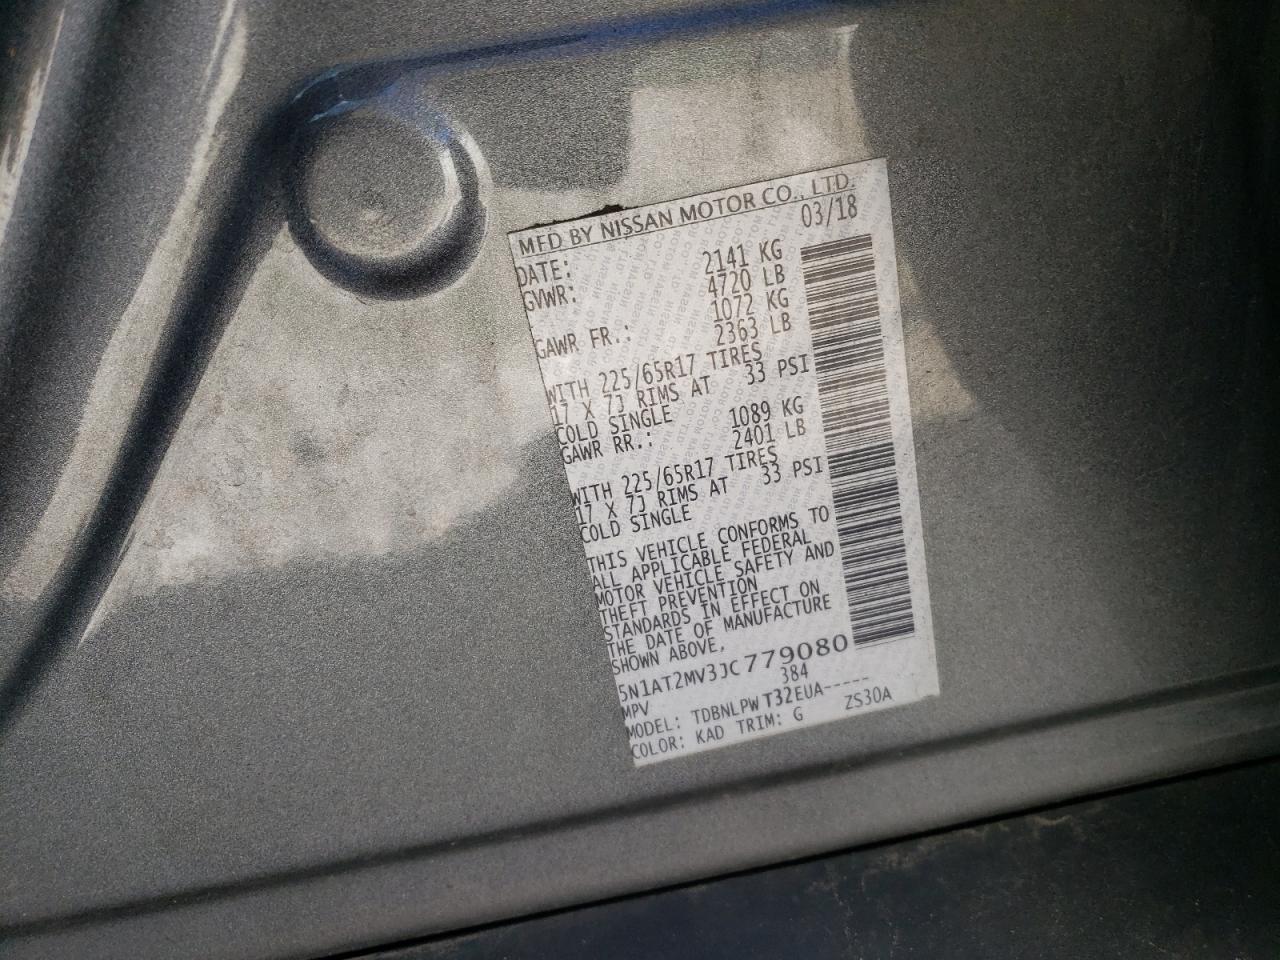 MFD BY NISSAN MOTOR CO., LTD.
DATE: 03/18
GVWR: 2141 KG
4720 LB
GAWR FR.: 1072 KG
2363 LB
WITH 225/65R17 TIRES
17 X 7J RIMS AT 33 PSI
COLD SINGLE
GAWR RR.: 1089 KG
2401 LB
WITH 225/65R17 TIRES
17 X 7J RIMS AT 33 PSI
COLD SINGLE
THIS VEHICLE CONFORMS TO
ALL APPLICABLE FEDERAL
MOTOR VEHICLE SAFETY AND
THEFT PREVENTION
STANDARDS IN EFFECT ON
THE DATE OF MANUFACTURE
SHOWN ABOVE.
5N1AT2MV3JC779080
MPV 384
MODEL: TDBNLPW T32EUA-----
COLOR: KAD TRIM: G ZS30A